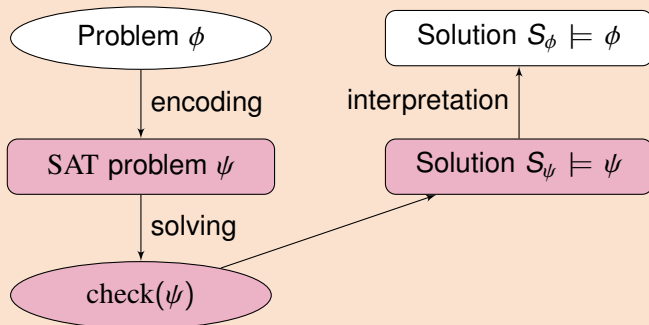 Problem ϕ
encoding
SAT problem ψ
solving
check(ψ)
Solution S_ϕ ⊨ ϕ
interpretation
Solution S_ψ ⊨ ψ